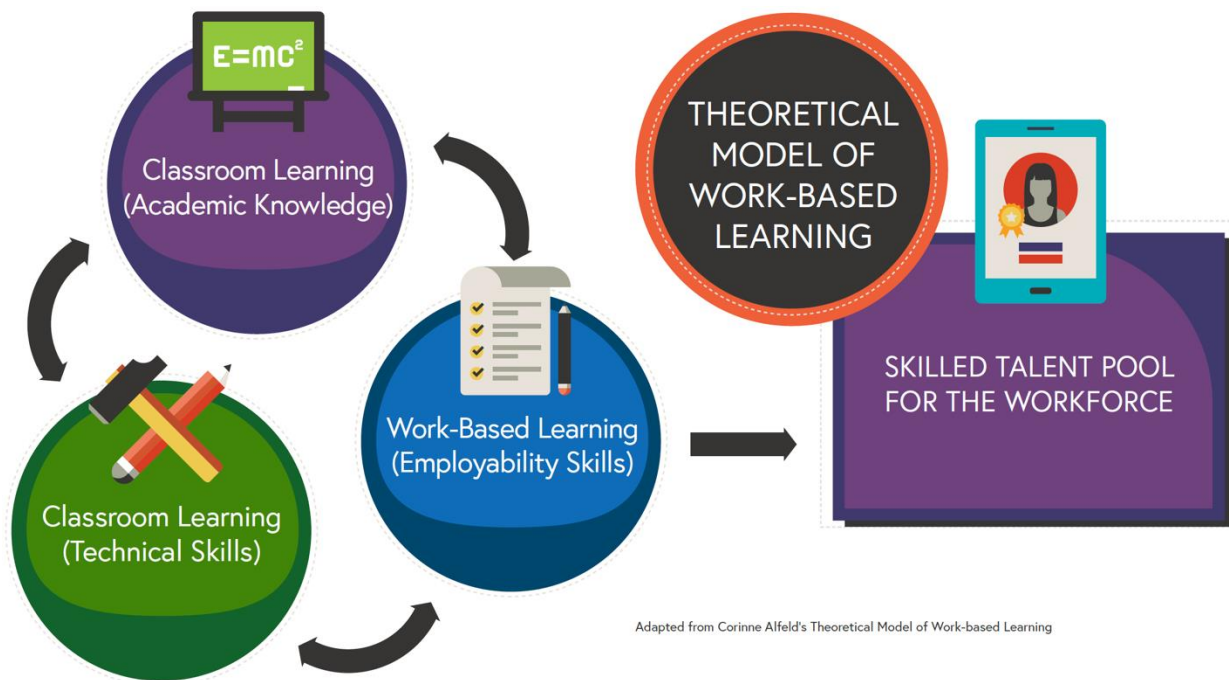 E=mc²
Classroom Learning
(Academic Knowledge)
THEORETICAL
MODEL OF
WORK-BASED
LEARNING
SKILLED TALENT POOL
FOR THE WORKFORCE
Work-Based Learning
(Employability Skills)
Classroom Learning
(Technical Skills)
Adapted from Corinne Alfeld's Theoretical Model of Work-based Learning